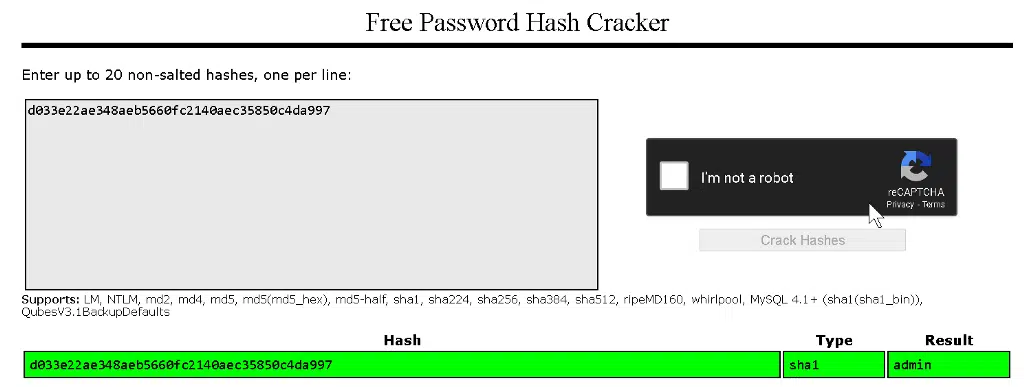 Free Password Hash Cracker
Enter up to 20 non-salted hashes, one per line:
d033e22ae348aeb5660fc2140aec35850c4da997
I'm not a robot
reCAPTCHA
Privacy - Terms
Crack Hashes
Supports: LM, NTLM, md2, md4, md5, md5(md5_hex), md5-half, sha1, sha224, sha256, sha384, sha512, ripeMD160, whirlpool, MySQL 4.1+ (sha1(sha1_bin)),
QubesV3.1BackupDefaults
Hash Type Result
d033e22ae348aeb5660fc2140aec35850c4da997 sha1 admin